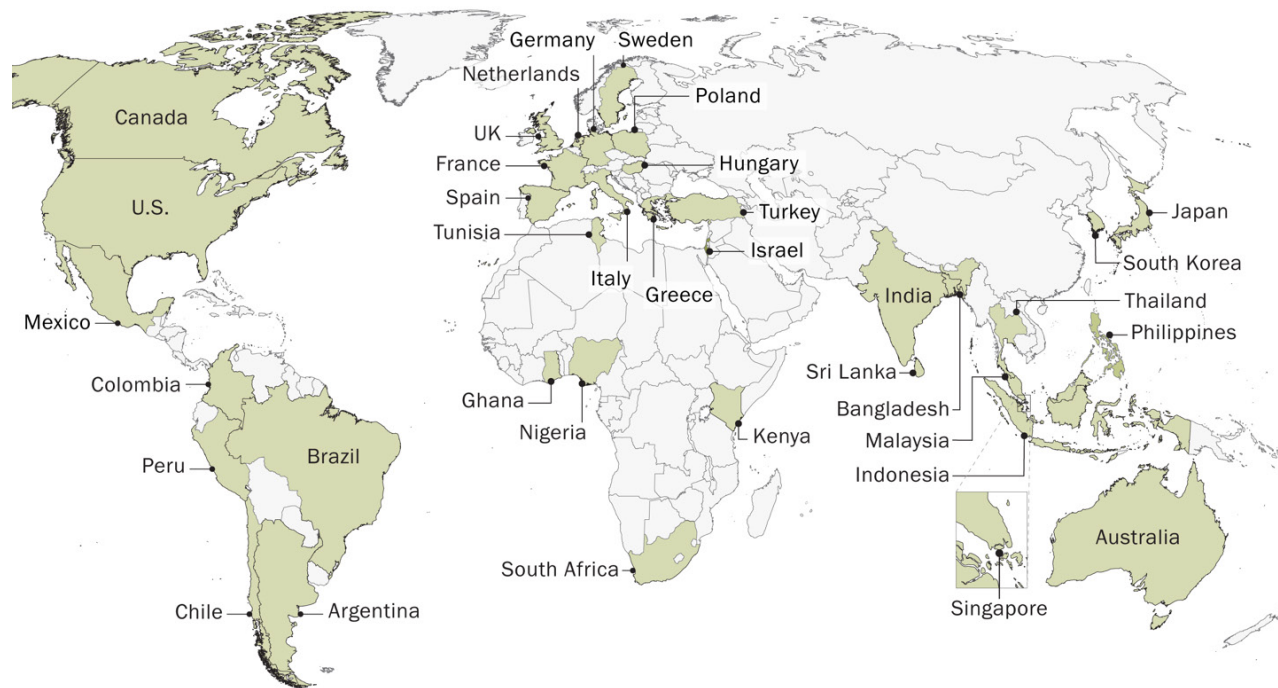 Germany
Sweden
Netherlands
Poland
Canada
UK
France
Hungary
U.S.
Spain
Turkey
Japan
Tunisia
Israel
South Korea
Italy
Greece
India
Thailand
Mexico
Philippines
Sri Lanka
Colombia
Ghana
Bangladesh
Nigeria
Kenya
Malaysia
Peru
Brazil
Indonesia
Australia
South Africa
Singapore
Chile
Argentina